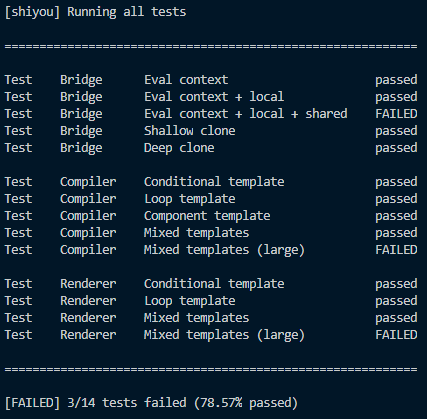 [shiyou] Running all tests
===========================================================
Test    Bridge      Eval context                     passed
Test    Bridge      Eval context + local             passed
Test    Bridge      Eval context + local + shared    FAILED
Test    Bridge      Shallow clone                    passed
Test    Bridge      Deep clone                       passed
Test    Compiler    Conditional template             passed
Test    Compiler    Loop template                    passed
Test    Compiler    Component template               passed
Test    Compiler    Mixed templates                  passed
Test    Compiler    Mixed templates (large)          FAILED
Test    Renderer    Conditional template             passed
Test    Renderer    Loop template                    passed
Test    Renderer    Mixed templates                  passed
Test    Renderer    Mixed templates (large)          FAILED
===========================================================
[FAILED] 3/14 tests failed (78.57% passed)